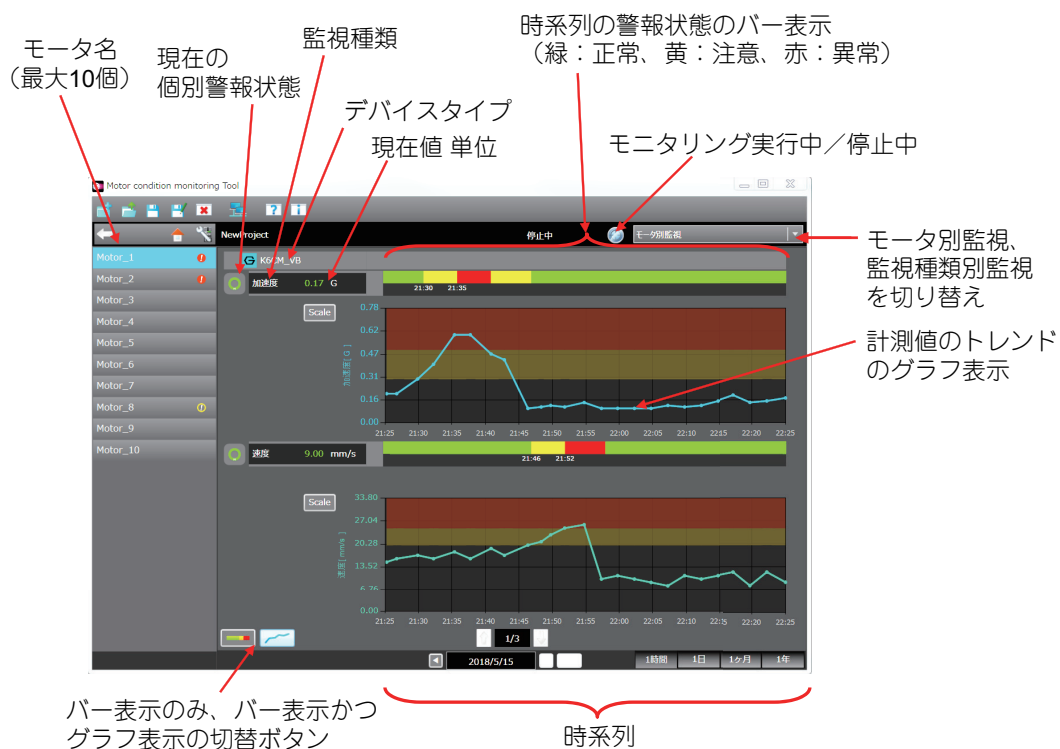 時系列の警報状態のバー表示
（緑：正常、黄：注意、赤：異常）
モータ名
（最大10個）
現在の
個別警報状態
監視種類
デバイスタイプ
現在値 単位
モニタリング実行中／停止中
Motor condition monitoring Tool
NewProject
停止中
モータ別監視
モータ別監視、
監視種類別監視
を切り替え
Motor_1
Motor_2
Motor_3
Motor_4
Motor_5
Motor_6
Motor_7
Motor_8
Motor_9
Motor_10
K6CM_VB
加速度 0.17 G
21:30 21:35
Scale
加速度[ G ]
0.78
0.62
0.47
0.31
0.16
0.00
21:25 21:30 21:35 21:40 21:45 21:50 21:55 22:00 22:05 22:10 22:15 22:20 22:25
計測値のトレンド
のグラフ表示
速度 9.00 mm/s
21:46 21:52
Scale
速度[ mm/s ]
33.80
27.04
20.28
13.52
6.26
0.00
21:25 21:30 21:35 21:40 21:45 21:50 21:55 22:00 22:05 22:10 22:15 22:20 22:25
1/3
2018/5/15
1時間 1日 1ヶ月 1年
バー表示のみ、バー表示かつ
グラフ表示の切替ボタン
時系列